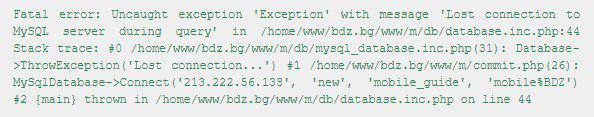 Fatal error: Uncaught exception 'Exception' with message 'Lost connection to
MySQL server during query' in /home/www/bdz.bg/www/m/db/database.inc.php:44
Stack trace: #0 /home/www/bdz.bg/www/m/db/mysql_database.inc.php(31): Database-
>ThrowException('Lost connection...') #1 /home/www/bdz.bg/www/m/commit.php(26):
MySqlDatabase->Connect('213.222.56.138', 'new', 'mobile_guide', 'mobile%BDZ')
#2 {main} thrown in /home/www/bdz.bg/www/m/db/database.inc.php on line 44